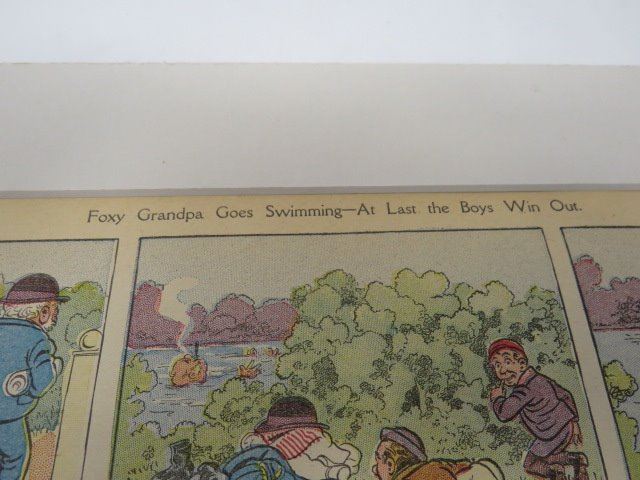 Foxy Grandpa Goes Swimming—At Last the Boys Win Out.